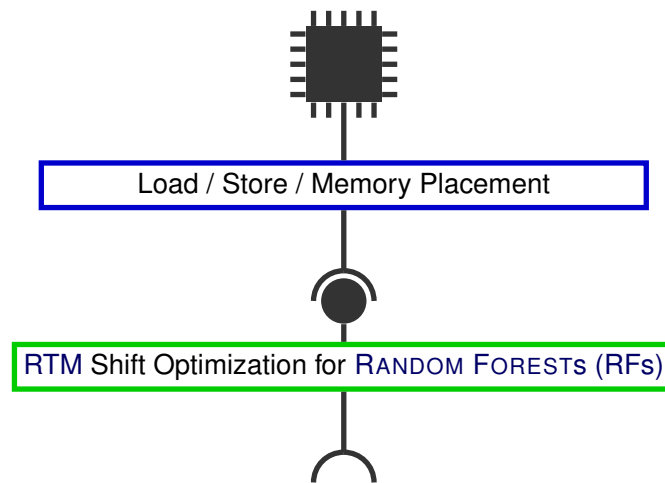 Load / Store / Memory Placement
RTM Shift Optimization for RANDOM FORESTs (RFs)